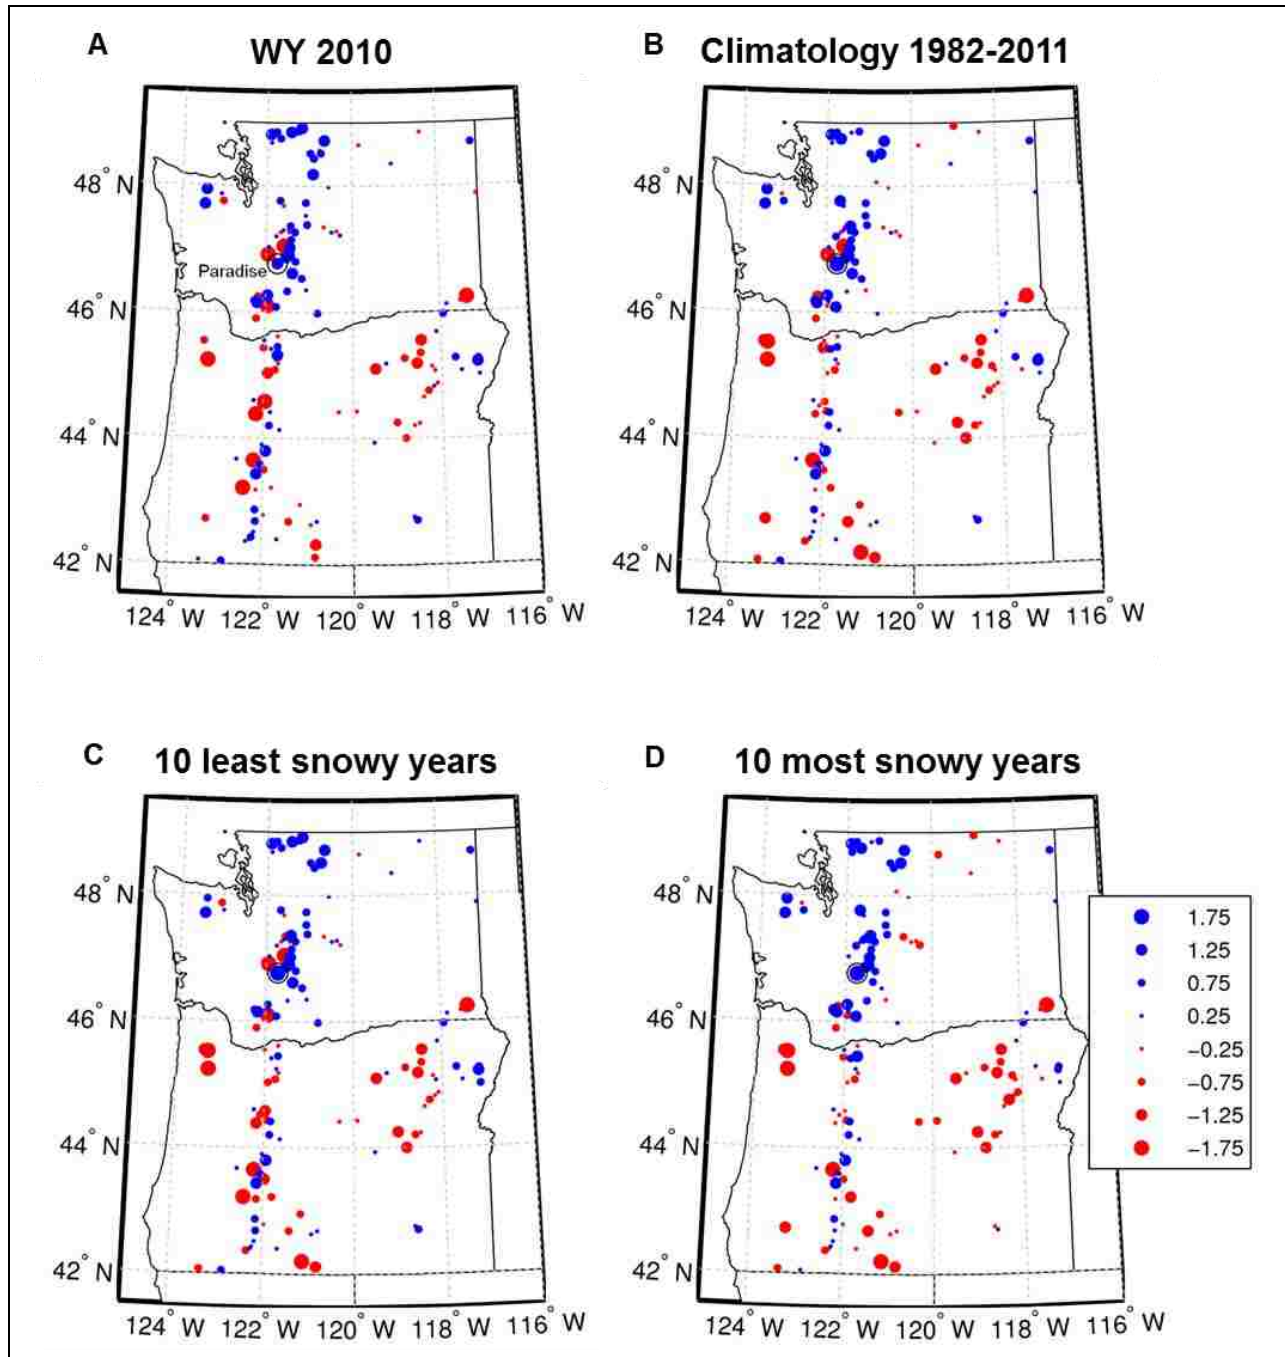 A WY 2010
B Climatology 1982-2011
48° N
46° N
44° N
42° N
Paradise
124° W 122° W 120° W 118° W 116° W
48° N
46° N
44° N
42° N
124° W 122° W 120° W 118° W 116° W
C 10 least snowy years
D 10 most snowy years
48° N
46° N
44° N
42° N
124° W 122° W 120° W 118° W 116° W
48° N
46° N
44° N
42° N
124° W 122° W 120° W 118° W 116° W
1.75
1.25
0.75
0.25
−0.25
−0.75
−1.25
−1.75